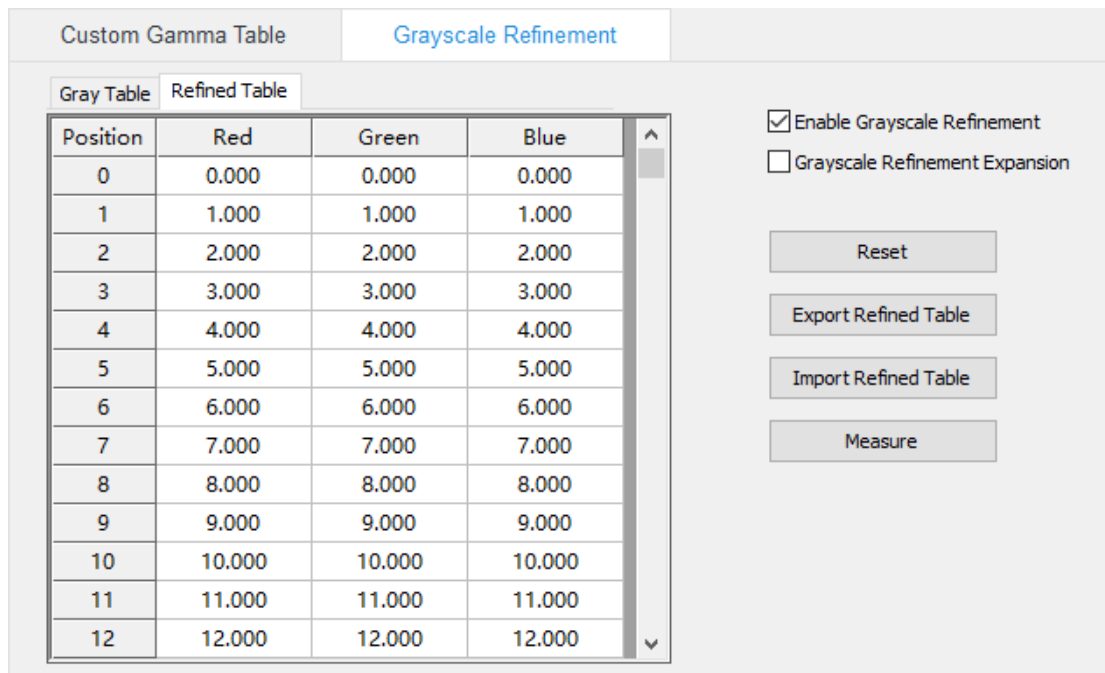 Custom Gamma Table Grayscale Refinement
Gray Table Refined Table
Position Red Green Blue
0 0.000 0.000 0.000
1 1.000 1.000 1.000
2 2.000 2.000 2.000
3 3.000 3.000 3.000
4 4.000 4.000 4.000
5 5.000 5.000 5.000
6 6.000 6.000 6.000
7 7.000 7.000 7.000
8 8.000 8.000 8.000
9 9.000 9.000 9.000
10 10.000 10.000 10.000
11 11.000 11.000 11.000
12 12.000 12.000 12.000
Enable Grayscale Refinement
Grayscale Refinement Expansion
Reset
Export Refined Table
Import Refined Table
Measure